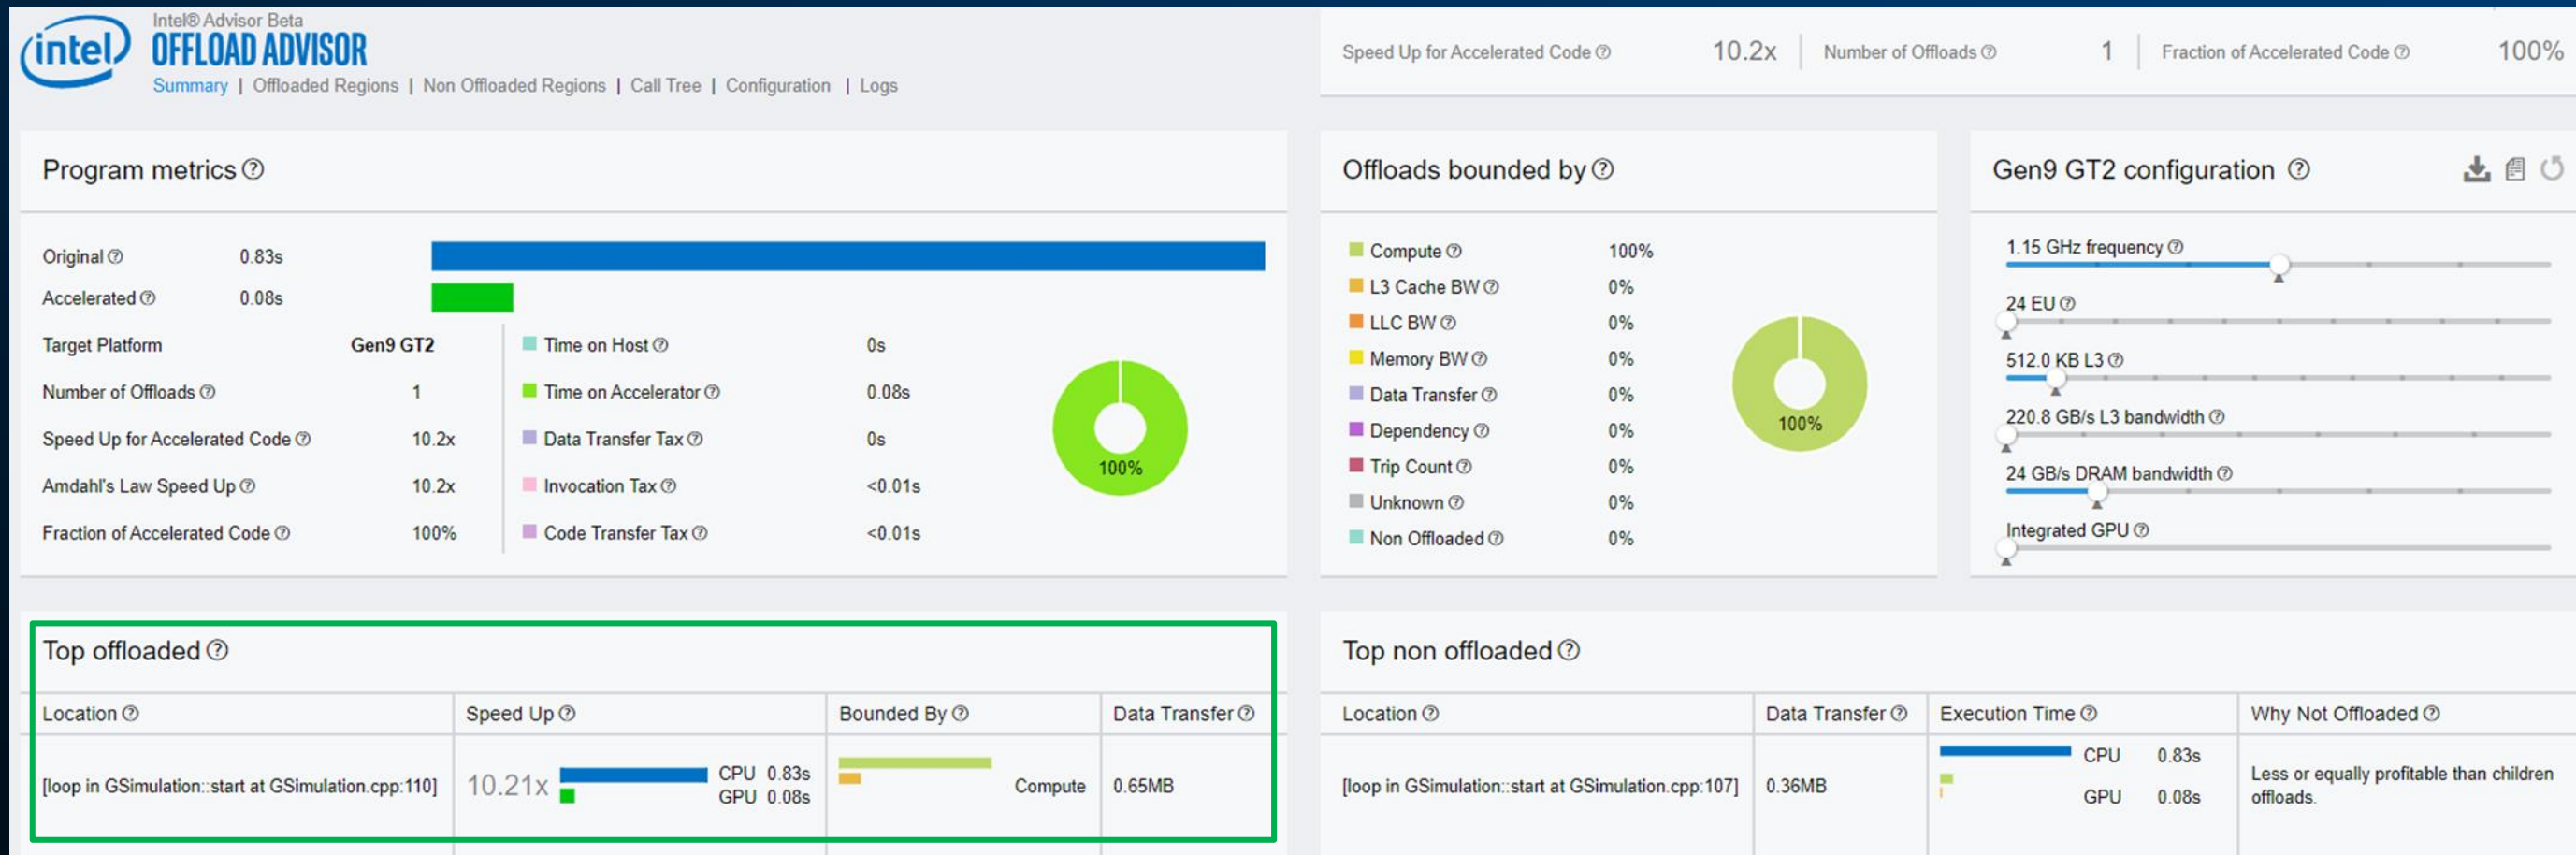 intel
Intel® Advisor Beta
OFFLOAD ADVISOR
Summary | Offloaded Regions | Non Offloaded Regions | Call Tree | Configuration | Logs
Speed Up for Accelerated Code 10.2x | Number of Offloads 1 | Fraction of Accelerated Code 100%
Program metrics
Original 0.83s
Accelerated 0.08s
Target Platform Gen9 GT2
Number of Offloads 1
Speed Up for Accelerated Code 10.2x
Amdahl's Law Speed Up 10.2x
Fraction of Accelerated Code 100%
Time on Host 0s
Time on Accelerator 0.08s
Data Transfer Tax 0s
Invocation Tax <0.01s
Code Transfer Tax <0.01s
100%
Offloads bounded by
Compute 100%
L3 Cache BW 0%
LLC BW 0%
Memory BW 0%
Data Transfer 0%
Dependency 0%
Trip Count 0%
Unknown 0%
Non Offloaded 0%
100%
Gen9 GT2 configuration
1.15 GHz frequency
24 EU
512.0 KB L3
220.8 GB/s L3 bandwidth
24 GB/s DRAM bandwidth
Integrated GPU
Top offloaded
Location Speed Up Bounded By Data Transfer
[loop in GSimulation::start at GSimulation.cpp:110] 10.21x CPU 0.83s
GPU 0.08s
Compute 0.65MB
Top non offloaded
Location Data Transfer Execution Time Why Not Offloaded
[loop in GSimulation::start at GSimulation.cpp:107] 0.36MB CPU 0.83s
GPU 0.08s
Less or equally profitable than children
offloads.